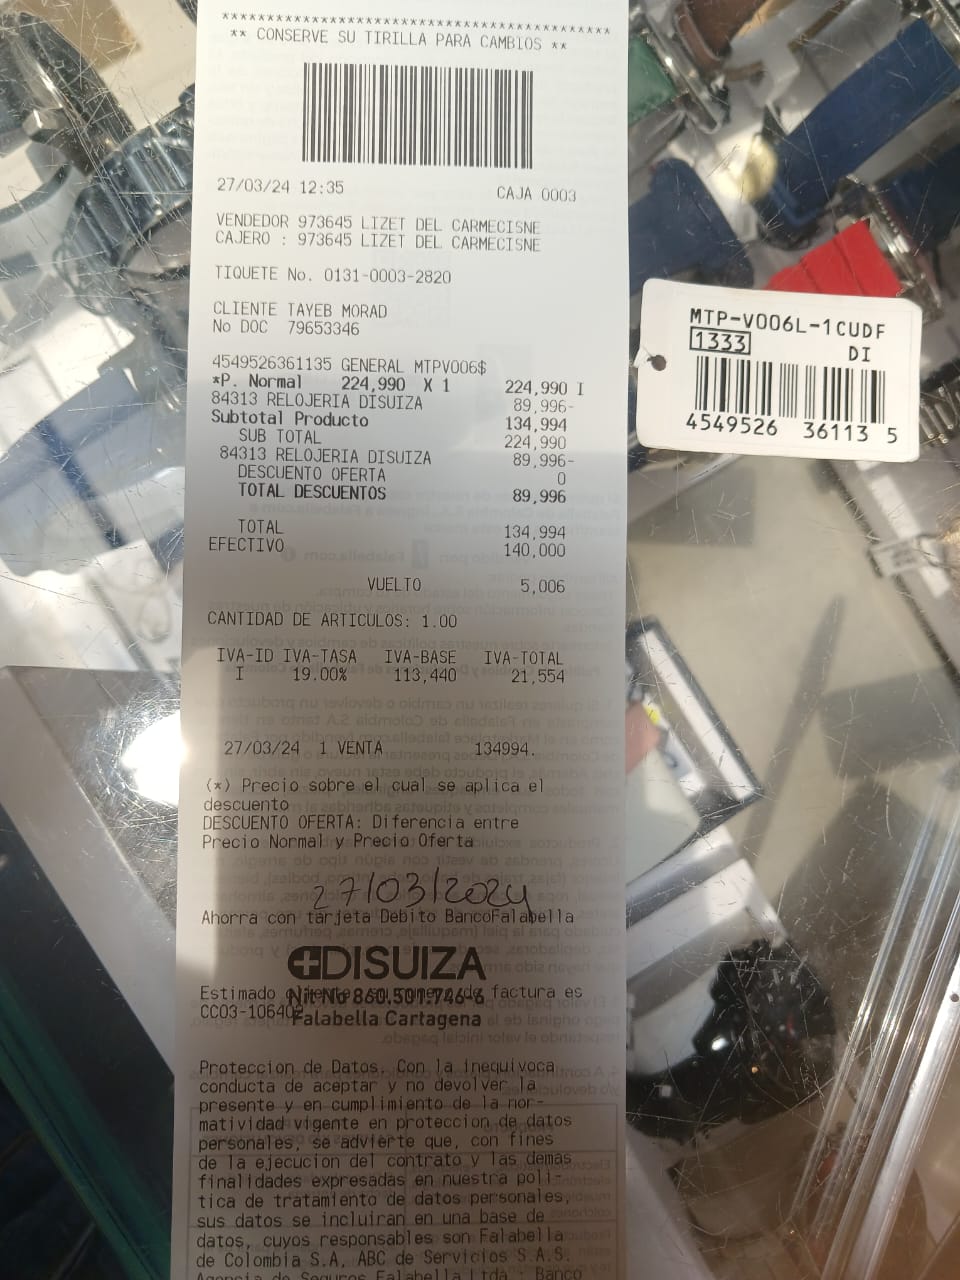 ****************************************
** CONSERVE SU TIRILLA PARA CAMBIOS **
27/03/24 12:35 CAJA 0003
VENDEDOR 973645 LIZET DEL CARMECISNE
CAJERO : 973645 LIZET DEL CARMECISNE
TIQUETE No. 0131-0003-2820
CLIENTE TAYEB MORAD
No DOC 79653346
4549526361135 GENERAL MTPV006$
*P. Normal 224,990 X 1 224,990 I
84313 RELOJERIA DISUIZA 89,996-
Subtotal Producto 134,994
SUB TOTAL 224,990
84313 RELOJERIA DISUIZA 89,996-
DESCUENTO OFERTA 0
TOTAL DESCUENTOS 89,996
TOTAL 134,994
EFECTIVO 140,000
VUELTO 5,006
CANTIDAD DE ARTICULOS: 1.00
IVA-ID IVA-TASA IVA-BASE IVA-TOTAL
I 19.00% 113,440 21,554
27/03/24 1 VENTA 134994.
(*) Precio sobre el cual se aplica el
descuento
DESCUENTO OFERTA: Diferencia entre
Precio Normal y Precio Oferta
27/03/2024
Ahorra con tarjeta Debito BancoFalabella
DISUIZA
Estimado de factura es
Nit No 860.501.746-6
CC03-106402
Falabella Cartagena
Proteccion de Datos. Con la inequivoca
conducta de aceptar y no devolver la
presente y en cumplimiento de la nor-
matividad vigente en proteccion de datos
personales, se advierte que, con fines
de la ejecucion del contrato y las demas
finalidades expresadas en nuestra poli-
tica de tratamiento de datos personales,
sus datos se incluiran en una base de
datos, cuyos responsables son Falabella
de Colombia S.A, ABC de Servicios S.A.S.
Agencia de Seguros Falabella Ltda., Banco
MTP-V006L-1CUDF
1333 DI
4549526 36113 5